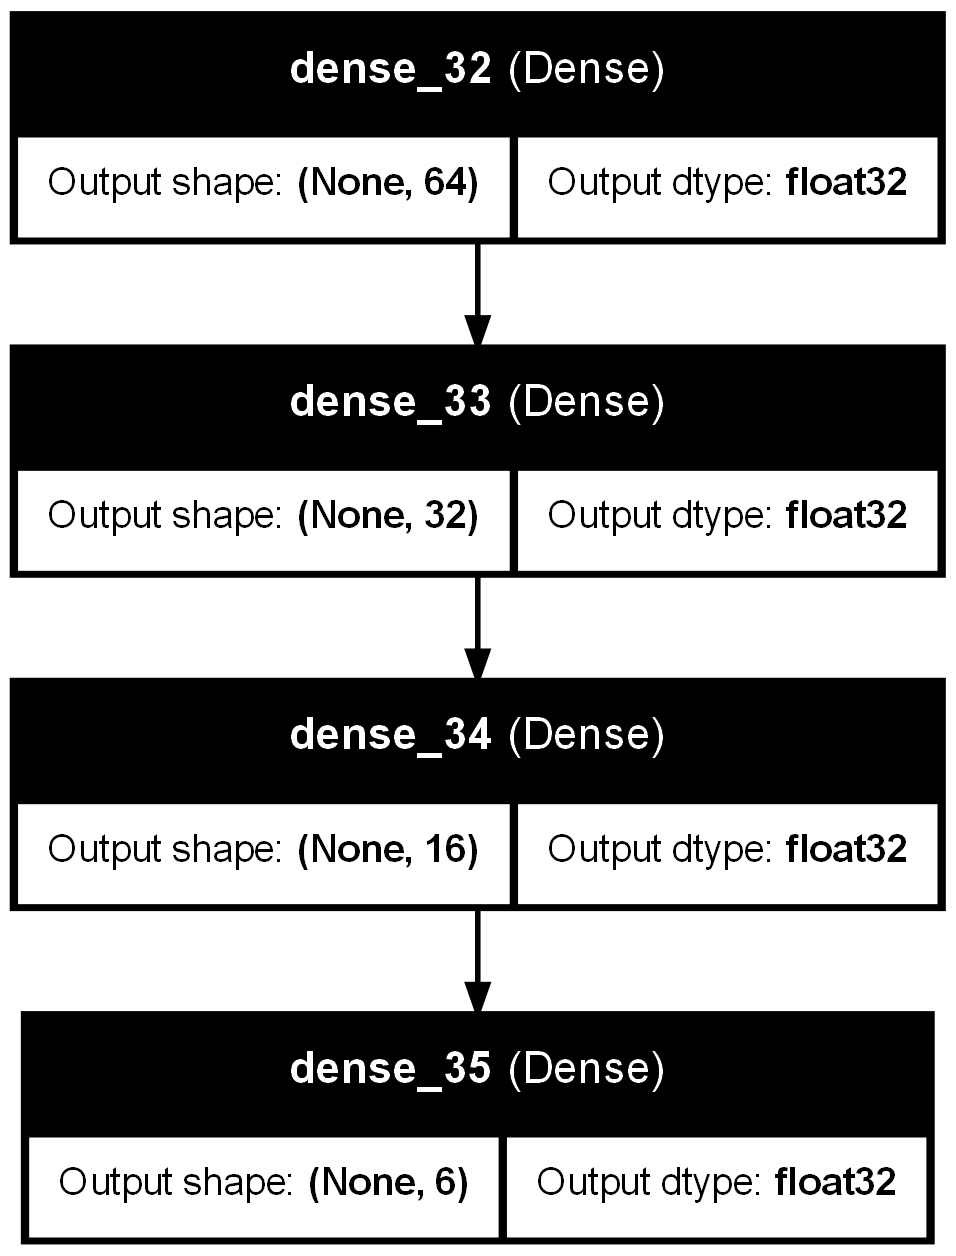 dense_32 (Dense)
Output shape: (None, 64) Output dtype: float32
dense_33 (Dense)
Output shape: (None, 32) Output dtype: float32
dense_34 (Dense)
Output shape: (None, 16) Output dtype: float32
dense_35 (Dense)
Output shape: (None, 6) Output dtype: float32